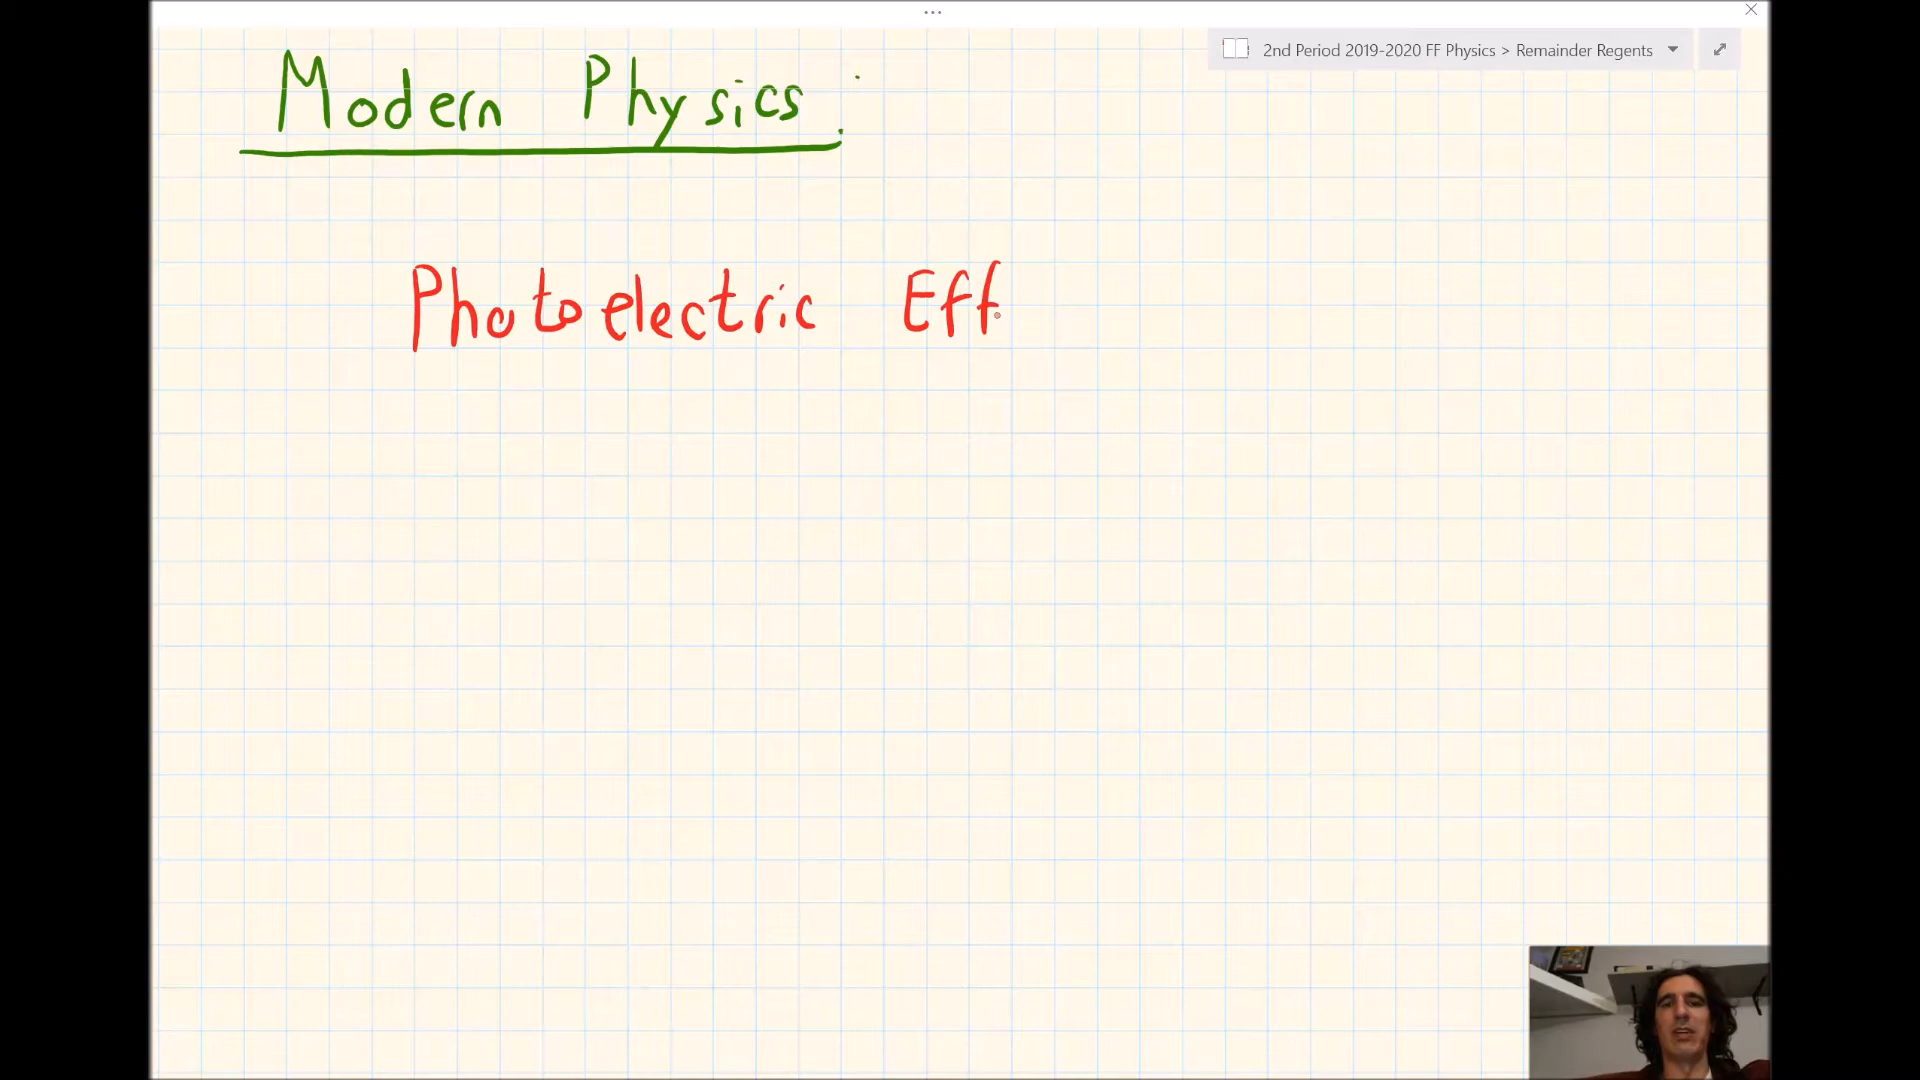 ...
2nd Period 2019-2020 FF Physics > Remainder Regents
Modern Physics
Photoelectric Eff